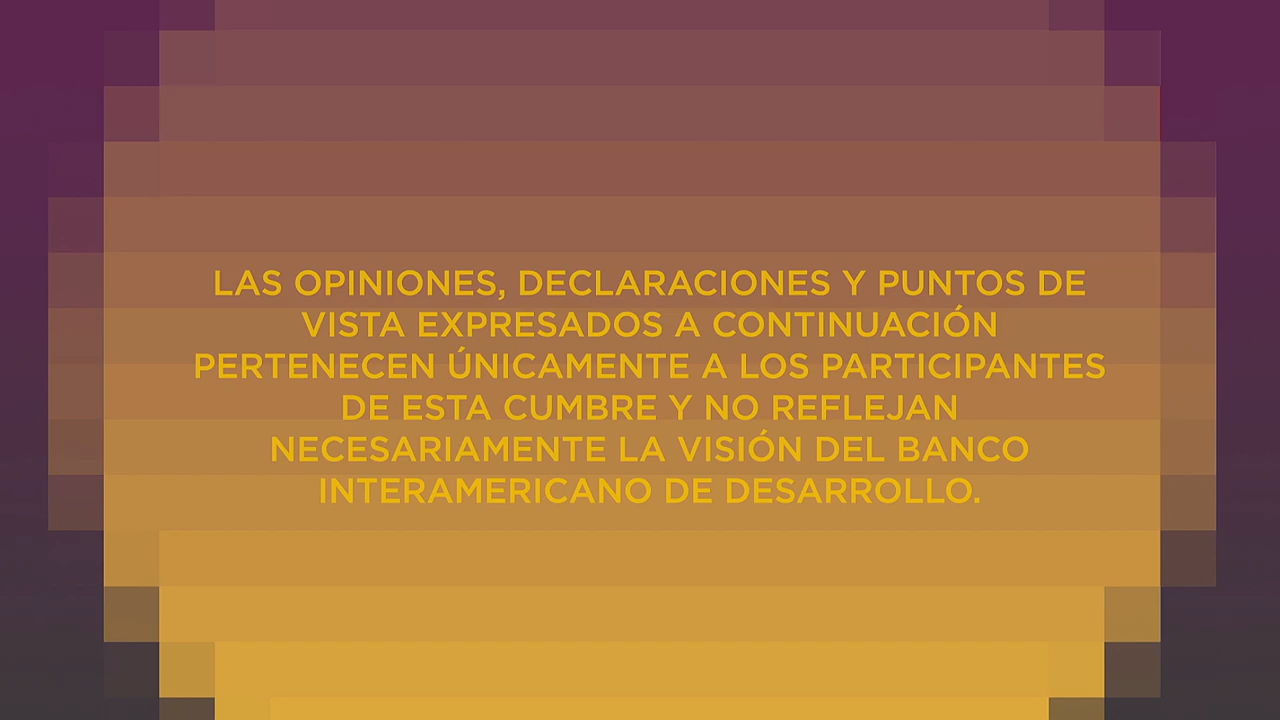 LAS OPINIONES, DECLARACIONES Y PUNTOS DE
VISTA EXPRESADOS A CONTINUACIÓN
PERTENECEN ÚNICAMENTE A LOS PARTICIPANTES
DE ESTA CUMBRE Y NO REFLEJAN
NECESARIAMENTE LA VISIÓN DEL BANCO
INTERAMERICANO DE DESARROLLO.